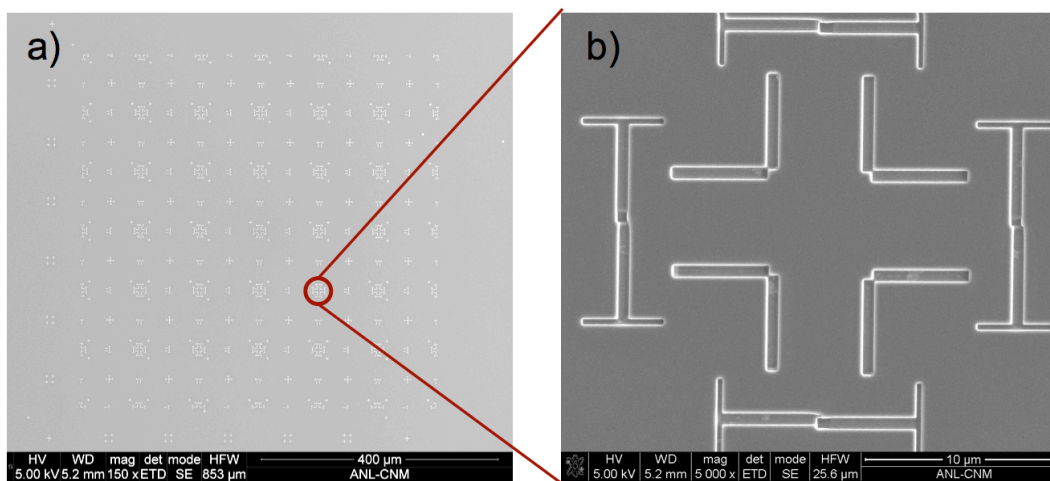 a)
b)
HV WD mag det mode HFW 400 µm
5.00 kV 5.2 mm 150 x ETD SE 853 µm ANL-CNM
HV WD mag det mode HFW 10 µm
5.00 kV 5.2 mm 5 000 x ETD SE 25.6 µm ANL-CNM